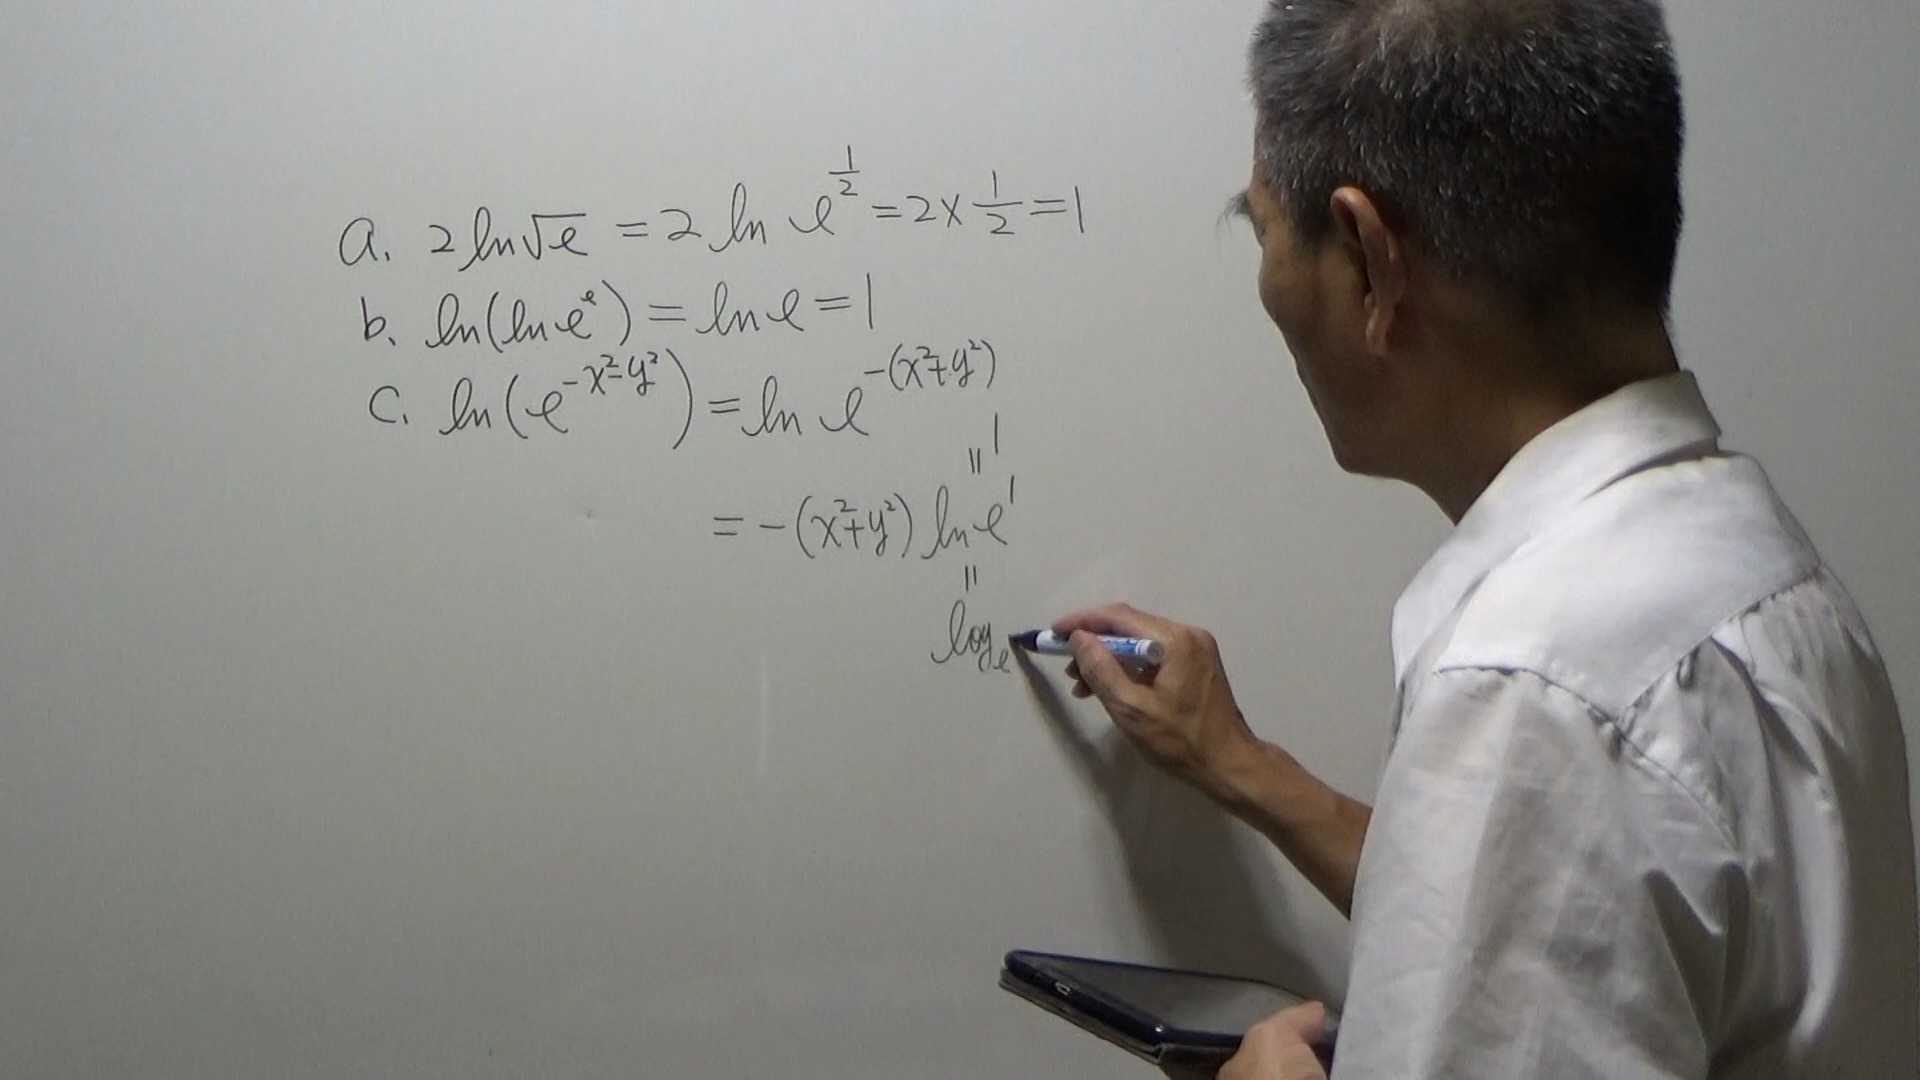 a. 2 ln√e = 2 ln e^{1/2} = 2 × 1/2 = 1
b. ln(ln e^e) = ln e = 1
c. ln(e^{-x²-y²}) = ln e^{-(x²+y²)}
1
=
= -(x²+y²) ln e^1
=
log_e